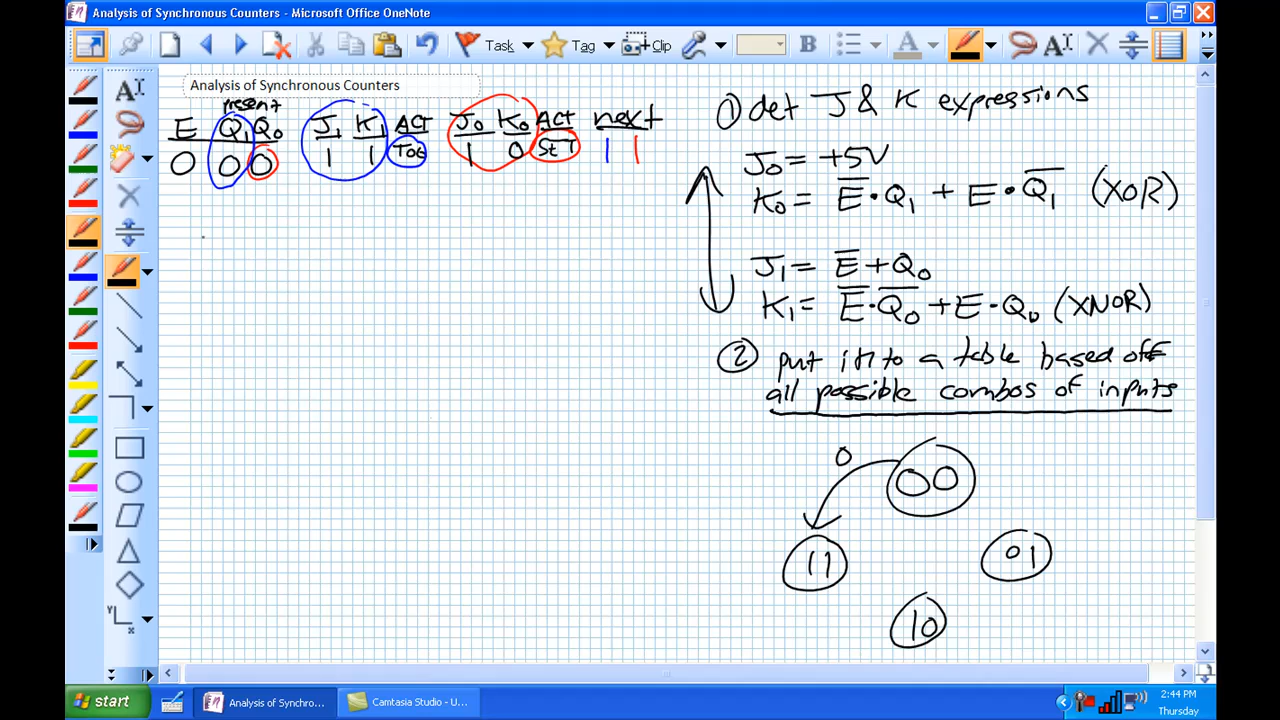 Analysis of Synchronous Counters - Microsoft Office OneNote
Task Tag Clip B A A
A
Analysis of Synchronous Counters
present
E Q1 Q0 J1 K1 ACT J0 K0 ACT next
0 0 0 1 1 TOG 1 0 SET 1 1
① det J & K expressions
J0 = +5V
K0 = E̅·Q1 + E·Q̅1 (XOR)
J1 = E̅+Q0
K1 = E̅·Q̅0 + E·Q0 (XNOR)
② put into a table based off
all possible combos of inputs
0
00
11
01
10
start Analysis of Synchro... Camtasia Studio - U... 2:44 PM
Thursday